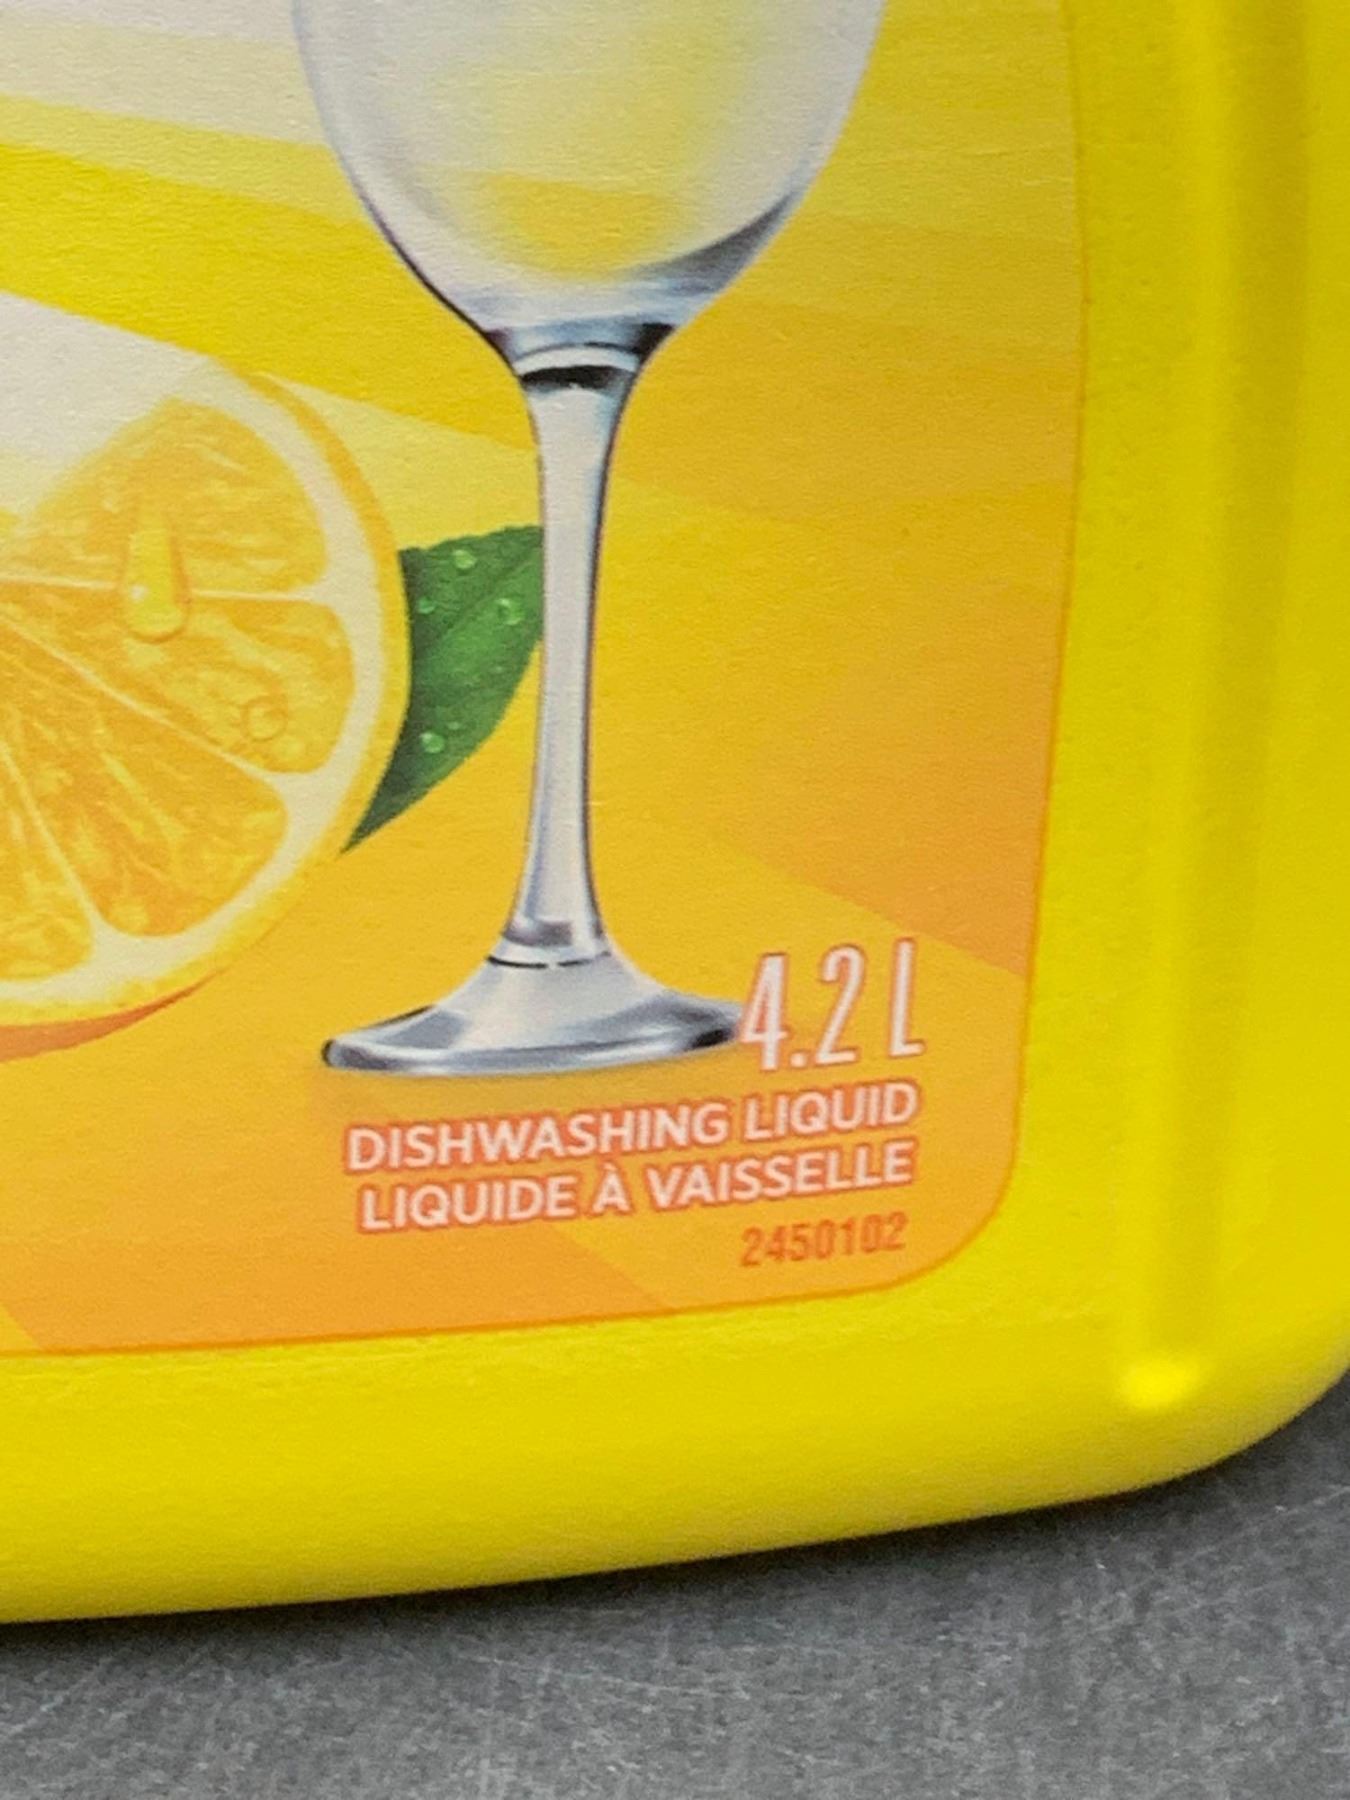 4.2 L
DISHWASHING LIQUID
LIQUIDE À VAISSELLE
2450102